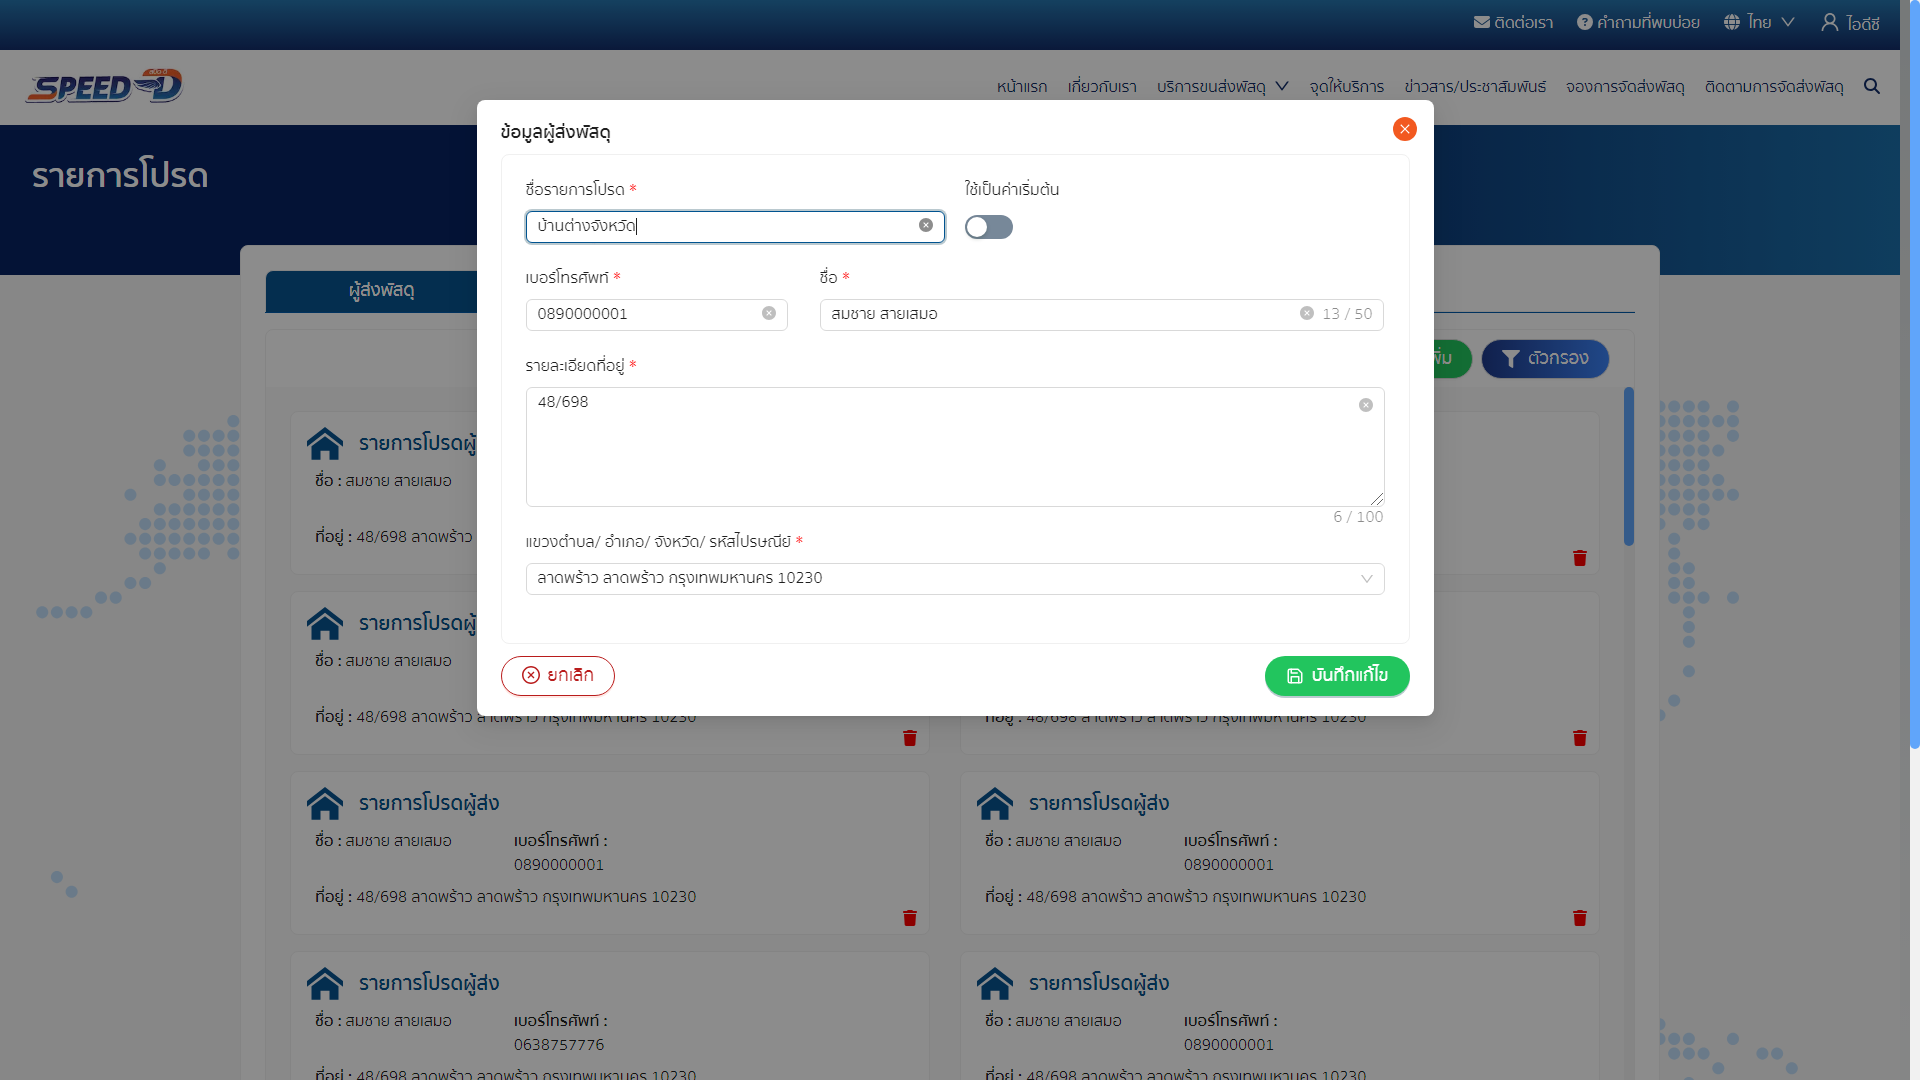 ติดต่อเรา
คำถามที่พบบ่อย
ไทย
ไอดีซี
SPEED-D
หน้าแรก
เกี่ยวกับเรา
บริการขนส่งพัสดุ
จุดให้บริการ
ข่าวสาร/ประชาสัมพันธ์
จองการจัดส่งพัสดุ
ติดตามการจัดส่งพัสดุ
รายการโปรด
ผู้ส่งพัสดุ
ตัวกรอง
ข้อมูลผู้ส่งพัสดุ
ชื่อรายการโปรด *
ใช้เป็นค่าเริ่มต้น
บ้านต่างจังหวัด
เบอร์โทรศัพท์ *
ชื่อ *
0890000001
สมชาย สายเสมอ
13 / 50
รายละเอียดที่อยู่ *
48/698
6 / 100
แขวงตำบล/ อำเภอ/ จังหวัด/ รหัสไปรษณีย์ *
ลาดพร้าว ลาดพร้าว กรุงเทพมหานคร 10230
ยกเลิก
บันทึกแก้ไข
รายการโปรดผู้
ชื่อ : สมชาย สายเสมอ
ที่อยู่ : 48/698 ลาดพร้าว
รายการโปรดผู้
ชื่อ : สมชาย สายเสมอ
ที่อยู่ : 48/698 ลาดพร้าว ลาดพร้าว กรุงเทพมหานคร 10230
ที่อยู่ : 48/698 ลาดพร้าว ลาดพร้าว กรุงเทพมหานคร 10230
รายการโปรดผู้ส่ง
ชื่อ : สมชาย สายเสมอ
เบอร์โทรศัพท์ :
0890000001
ที่อยู่ : 48/698 ลาดพร้าว ลาดพร้าว กรุงเทพมหานคร 10230
รายการโปรดผู้ส่ง
ชื่อ : สมชาย สายเสมอ
เบอร์โทรศัพท์ :
0890000001
ที่อยู่ : 48/698 ลาดพร้าว ลาดพร้าว กรุงเทพมหานคร 10230
รายการโปรดผู้ส่ง
ชื่อ : สมชาย สายเสมอ
เบอร์โทรศัพท์ :
0638757776
ที่อยู่ : 48/698 ลาดพร้าว ลาดพร้าว กรุงเทพมหานคร 10230
รายการโปรดผู้ส่ง
ชื่อ : สมชาย สายเสมอ
เบอร์โทรศัพท์ :
0890000001
ที่อยู่ : 48/698 ลาดพร้าว ลาดพร้าว กรุงเทพมหานคร 10230